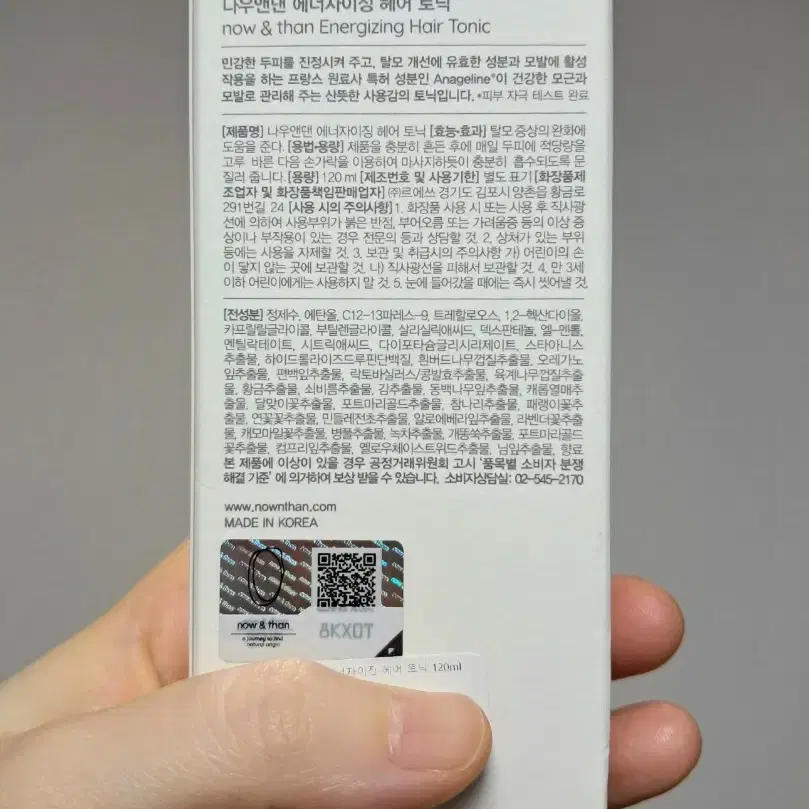 나우앤댄 에너자이징 헤어 토닉
now & than Energizing Hair Tonic
민감한 두피를 진정시켜 주고, 탈모 개선에 유효한 성분과 모발에 활성
작용을 하는 프랑스 원료사 특허 성분인 Anageline®이 건강한 모근과
모발로 관리해 주는 산뜻한 사용감의 토닉입니다. *피부 자극 테스트 완료
[제품명] 나우앤댄 에너자이징 헤어 토닉 [효능•효과] 탈모 증상의 완화에
도움을 준다. [용법•용량] 제품을 충분히 흔든 후에 매일 두피에 적당량을
고루 바른 다음 손가락을 이용하여 마사지하듯이 충분히 흡수되도록 문
질러 줍니다. [용량] 120 ml [제조번호 및 사용기한] 별도 표기 [화장품제
조업자 및 화장품책임판매업자] ㈜르에쓰 경기도 김포시 양촌읍 황금로
291번길 24 [사용 시의 주의사항] 1. 화장품 사용 시 또는 사용 후 직사광
선에 의하여 사용부위가 붉은 반점, 부어오름 또는 가려움증 등의 이상 증
상이나 부작용이 있는 경우 전문의 등과 상담할 것. 2. 상처가 있는 부위
등에는 사용을 자제할 것. 3. 보관 및 취급시의 주의사항 가) 어린이의 손
이 닿지 않는 곳에 보관할 것. 나) 직사광선을 피해서 보관할 것. 4. 만 3세
이하 어린이에게는 사용하지 말 것. 5. 눈에 들어갔을 때에는 즉시 씻어낼 것.
[전성분] 정제수, 에탄올, C12-13파레스-9, 트레할로오스, 1,2-헥산다이올,
카프릴릴글라이콜, 부틸렌글라이콜, 살리실릭애씨드, 덱스판테놀, 엘-멘톨,
멘틸락테이트, 시트릭애씨드, 다이포타슘글리시리제이트, 스타아니스
추출물, 하이드롤라이즈드루핀단백질, 흰버드나무껍질추출물, 오레가노
잎추출물, 편백잎추출물, 락토바실러스/콩발효추출물, 육계나무껍질추출
물, 황금추출물, 쇠비름추출물, 김추출물, 동백나무잎추출물, 캐롭열매추
출물, 달맞이꽃추출물, 포트마리골드추출물, 참나리추출물, 패랭이꽃추
출물, 연꽃꽃추출물, 민들레전초추출물, 알로에베라잎추출물, 라벤더꽃추출
물, 캐모마일꽃추출물, 병풀추출물, 녹차추출물, 개똥쑥추출물, 포트마리골드
꽃추출물, 컴프리잎추출물, 옐로우체이스트위드추출물, 님잎추출물, 향료
본 제품에 이상이 있을 경우 공정거래위원회 고시 '품목별 소비자 분쟁
해결 기준' 에 의거하여 보상 받을 수 있습니다. 소비자상담실: 02-545-2170
www.nownthan.com
MADE IN KOREA
now & than
a journey to find
natural origin
8KX0T
너자이징 헤어 토닉 120ml